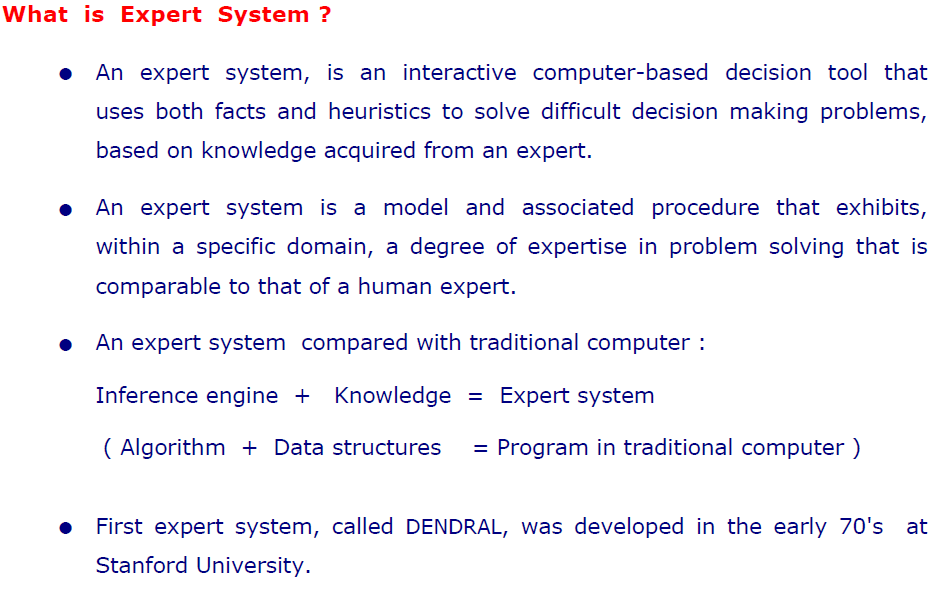 What is Expert System ?
● An expert system, is an interactive computer-based decision tool that
uses both facts and heuristics to solve difficult decision making problems,
based on knowledge acquired from an expert.
● An expert system is a model and associated procedure that exhibits,
within a specific domain, a degree of expertise in problem solving that is
comparable to that of a human expert.
● An expert system compared with traditional computer :
Inference engine + Knowledge = Expert system
( Algorithm + Data structures = Program in traditional computer )
● First expert system, called DENDRAL, was developed in the early 70's at
Stanford University.